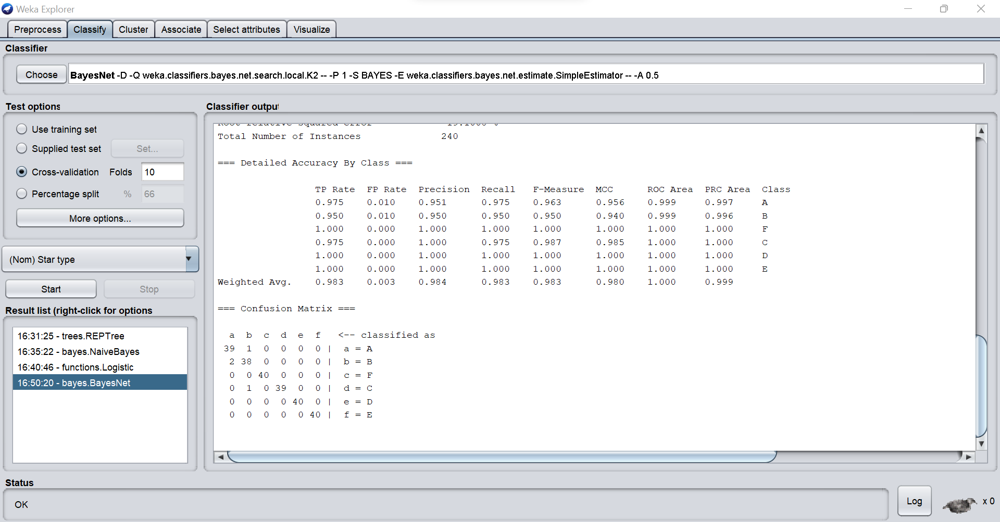 Weka Explorer
Preprocess Classify Cluster Associate Select attributes Visualize
Classifier
Choose BayesNet -D -Q weka.classifiers.bayes.net.search.local.K2 -- -P 1 -S BAYES -E weka.classifiers.bayes.net.estimate.SimpleEstimator -- -A 0.5
Test options
Use training set
Supplied test set Set...
Cross-validation Folds 10
Percentage split % 66
More options...
(Nom) Star type
Start Stop
Result list (right-click for options
16:31:25 - trees.REPTree
16:35:22 - bayes.NaiveBayes
16:40:46 - functions.Logistic
16:50:20 - bayes.BayesNet
Classifier output
Root relative squared error
Total Number of Instances 240
=== Detailed Accuracy By Class ===
TP Rate FP Rate Precision Recall F-Measure MCC ROC Area PRC Area Class
0.975 0.010 0.951 0.975 0.963 0.956 0.999 0.997 A
0.950 0.010 0.950 0.950 0.950 0.940 0.999 0.996 B
1.000 0.000 1.000 1.000 1.000 1.000 1.000 1.000 F
0.975 0.000 1.000 0.975 0.987 0.985 1.000 1.000 C
1.000 0.000 1.000 1.000 1.000 1.000 1.000 1.000 D
1.000 0.000 1.000 1.000 1.000 1.000 1.000 1.000 E
Weighted Avg. 0.983 0.003 0.984 0.983 0.983 0.980 1.000 0.999
=== Confusion Matrix ===
a b c d e f <-- classified as
39 1 0 0 0 0 | a = A
2 38 0 0 0 0 | b = B
0 0 40 0 0 0 | c = F
0 1 0 39 0 0 | d = C
0 0 0 0 40 0 | e = D
0 0 0 0 0 40 | f = E
Status
OK
Log x 0